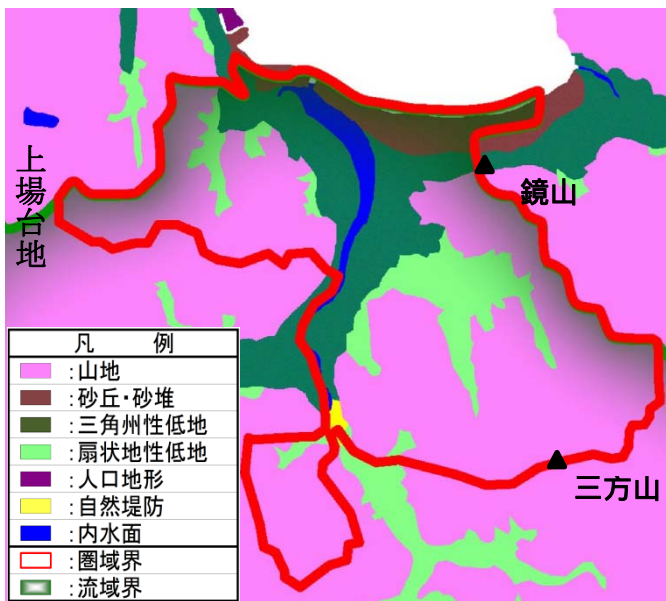 上場台地
鏡山
三方山
凡 例
:山地
:砂丘・砂堆
:三角州性低地
:扇状地性低地
:人口地形
:自然堤防
:内水面
:圏域界
:流域界